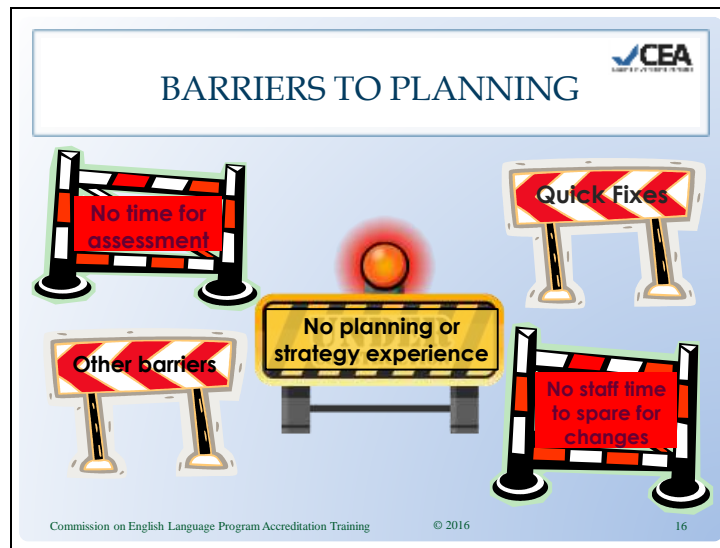 CEA
BARRIERS TO PLANNING
No time for
assessment
Quick Fixes
No planning or
strategy experience
UNDER
Other barriers
No staff time
to spare for
changes
Commission on English Language Program Accreditation Training
© 2016
16